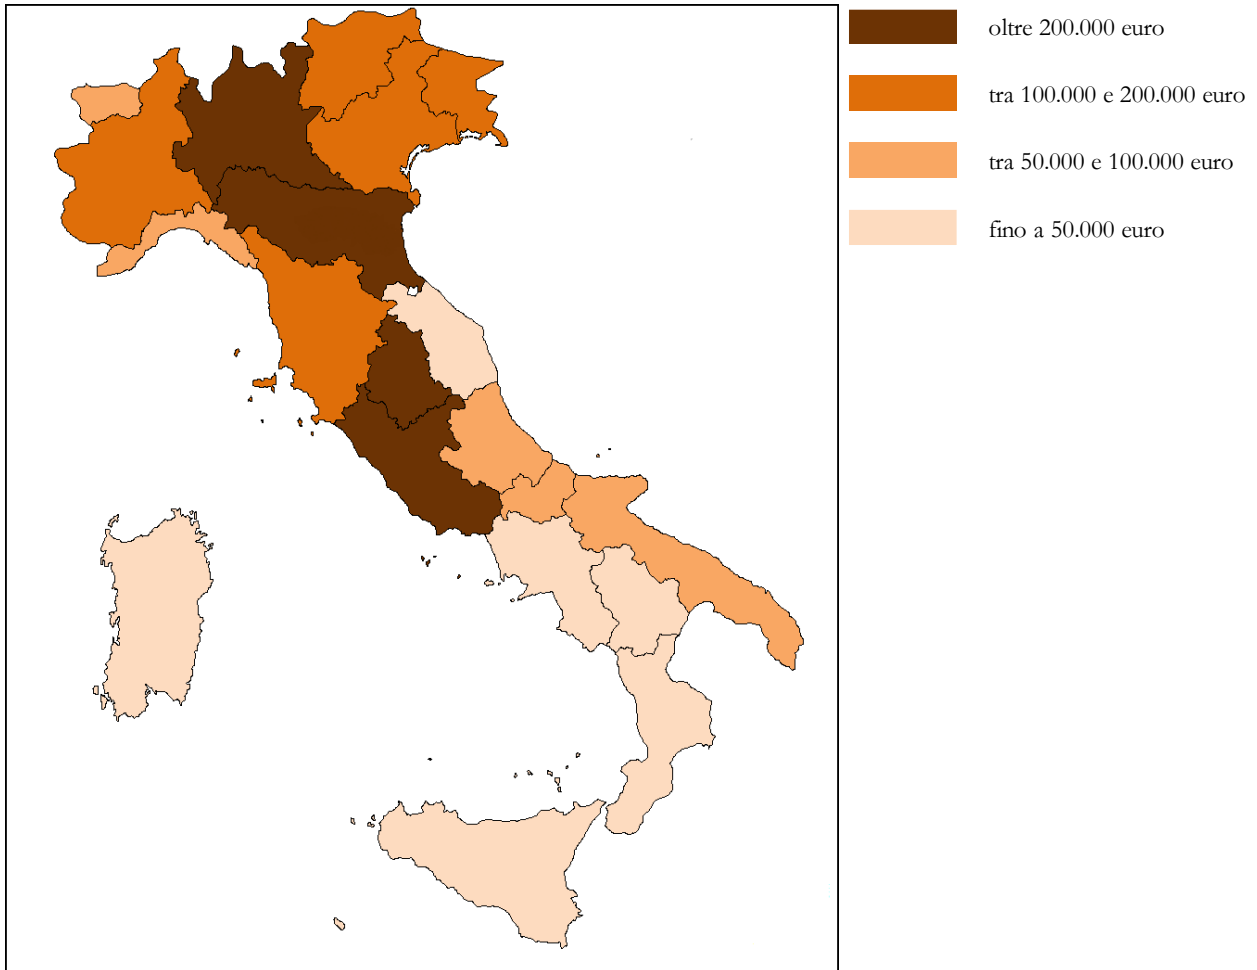 oltre 200.000 euro
tra 100.000 e 200.000 euro
tra 50.000 e 100.000 euro
fino a 50.000 euro